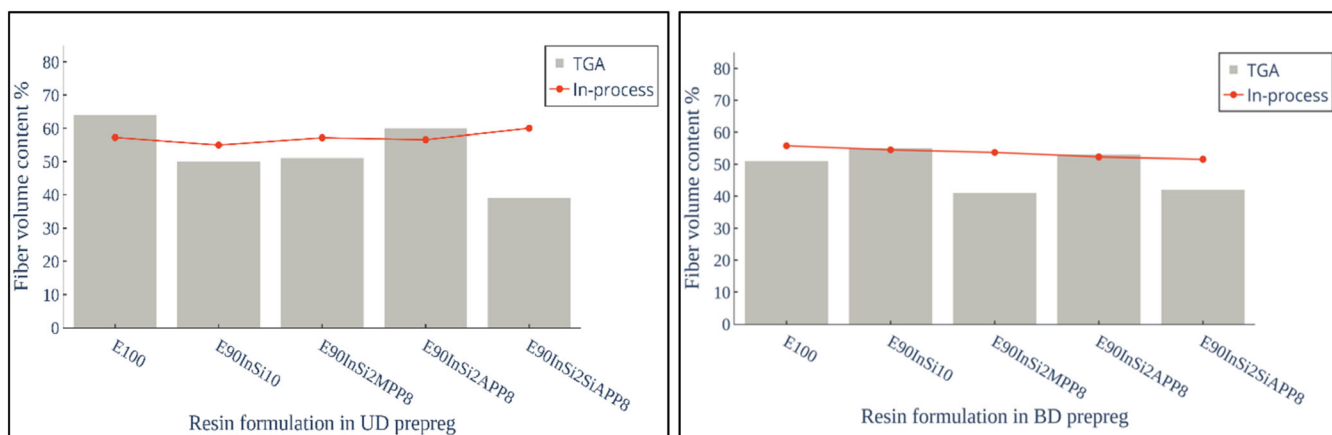 Fiber volume content %
80
70
60
50
40
30
20
10
0
TGA
In-process
E100
E90InSi10
E90InSi2MPP8
E90InSi2APP8
E90InSi2SiAPP8
Resin formulation in UD prepreg
Fiber volume content %
80
70
60
50
40
30
20
10
0
TGA
In-process
E100
E90InSi10
E90InSi2MPP8
E90InSi2APP8
E90InSi2SiAPP8
Resin formulation in BD prepreg